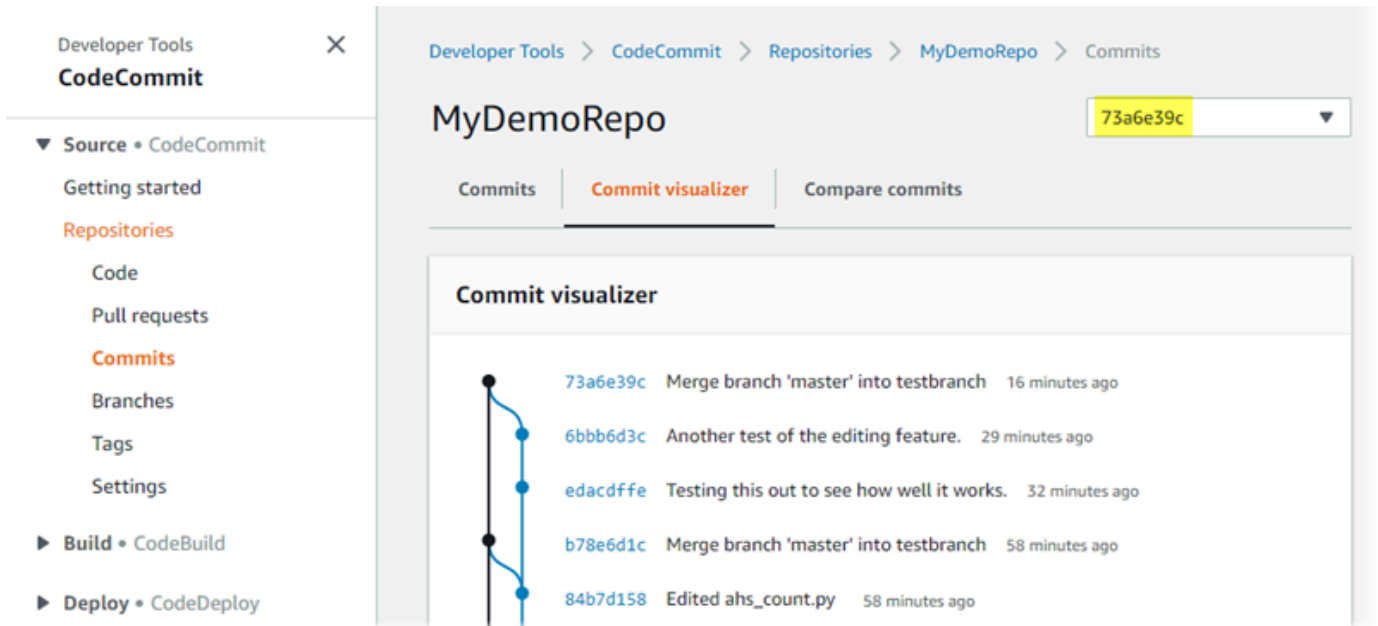 Developer Tools
CodeCommit
Source • CodeCommit
Getting started
Repositories
Code
Pull requests
Commits
Branches
Tags
Settings
Build • CodeBuild
Deploy • CodeDeploy
Developer Tools > CodeCommit > Repositories > MyDemoRepo > Commits
MyDemoRepo
73a6e39c
Commits Commit visualizer Compare commits
Commit visualizer
73a6e39c Merge branch 'master' into testbranch 16 minutes ago
6bbb6d3c Another test of the editing feature. 29 minutes ago
edacdffe Testing this out to see how well it works. 32 minutes ago
b78e6d1c Merge branch 'master' into testbranch 58 minutes ago
84b7d158 Edited ahs_count.py 58 minutes ago